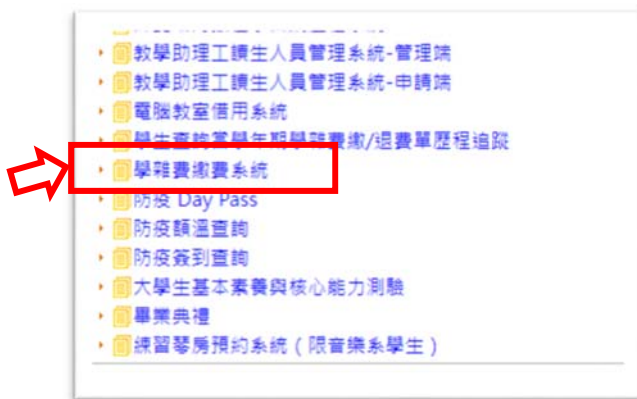 教學助理工讀生人員管理系統-管理端
教學助理工讀生人員管理系統-申請端
電腦教室借用系統
學生查詢當學年期學雜費繳/退費單歷程追蹤
學雜費繳費系統
防疫 Day Pass
防疫額溫查詢
防疫簽到查詢
大學生基本素養與核心能力測驗
畢業典禮
練習琴房預約系統 ( 限音樂系學生 )